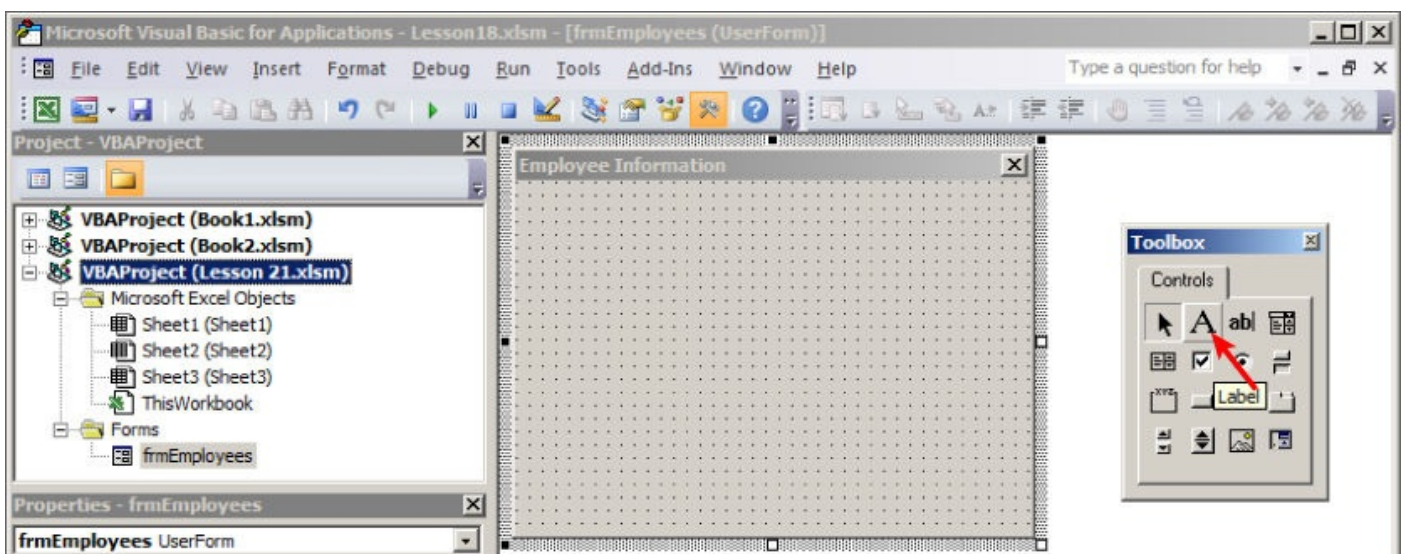 Microsoft Visual Basic for Applications - Lesson18.xlsm - [frmEmployees (UserForm)]
File Edit View Insert Format Debug Run Tools Add-Ins Window Help Type a question for help
Project - VBAProject
Employee Information
VBAProject (Book1.xlsm)
VBAProject (Book2.xlsm)
VBAProject (Lesson 21.xlsm)
Microsoft Excel Objects
Sheet1 (Sheet1)
Sheet2 (Sheet2)
Sheet3 (Sheet3)
ThisWorkbook
Forms
frmEmployees
Properties - frmEmployees
frmEmployees UserForm
Toolbox
Controls
A ab
XYZ
Label